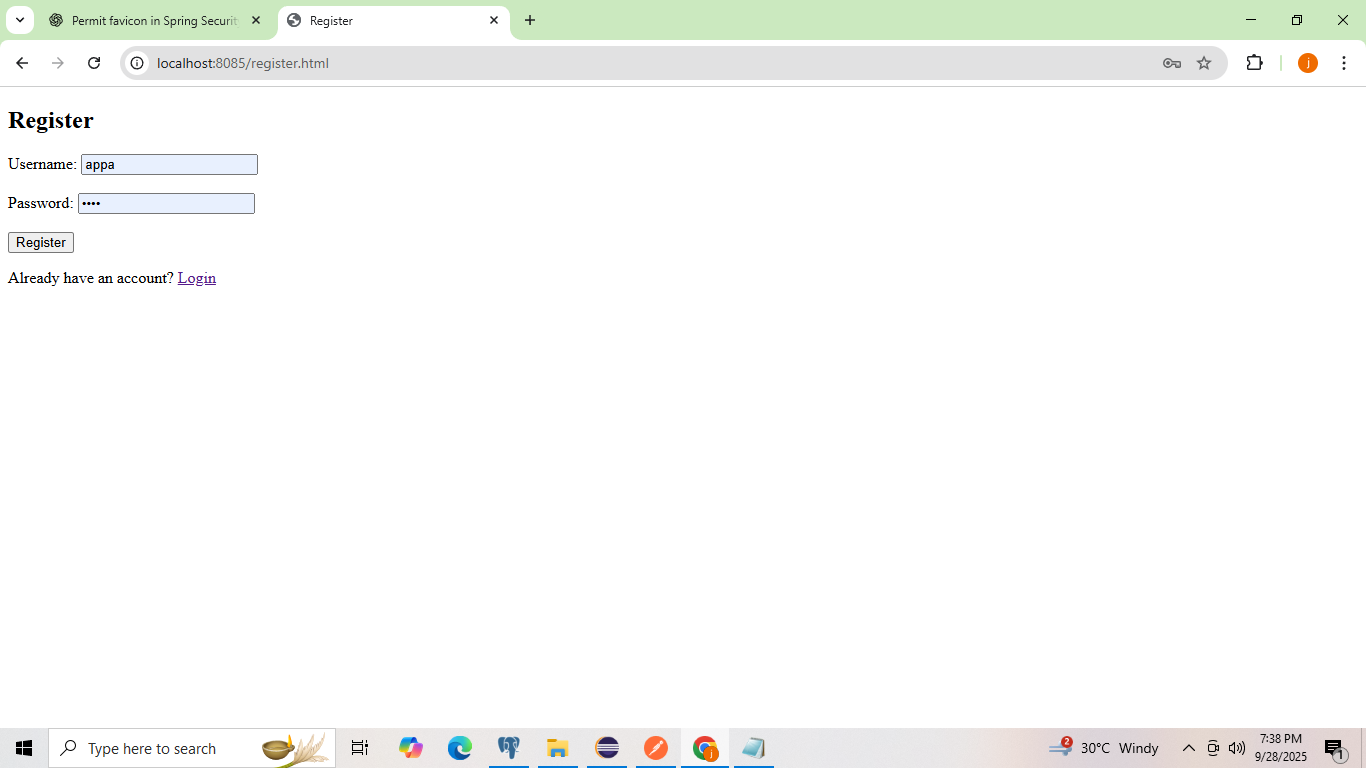 Permit favicon in Spring Securit
Register
localhost:8085/register.html
j
Register
Username: appa
Password: ••••
Register
Already have an account? Login
Type here to search
j
2
30°C Windy
7:38 PM
9/28/2025
1